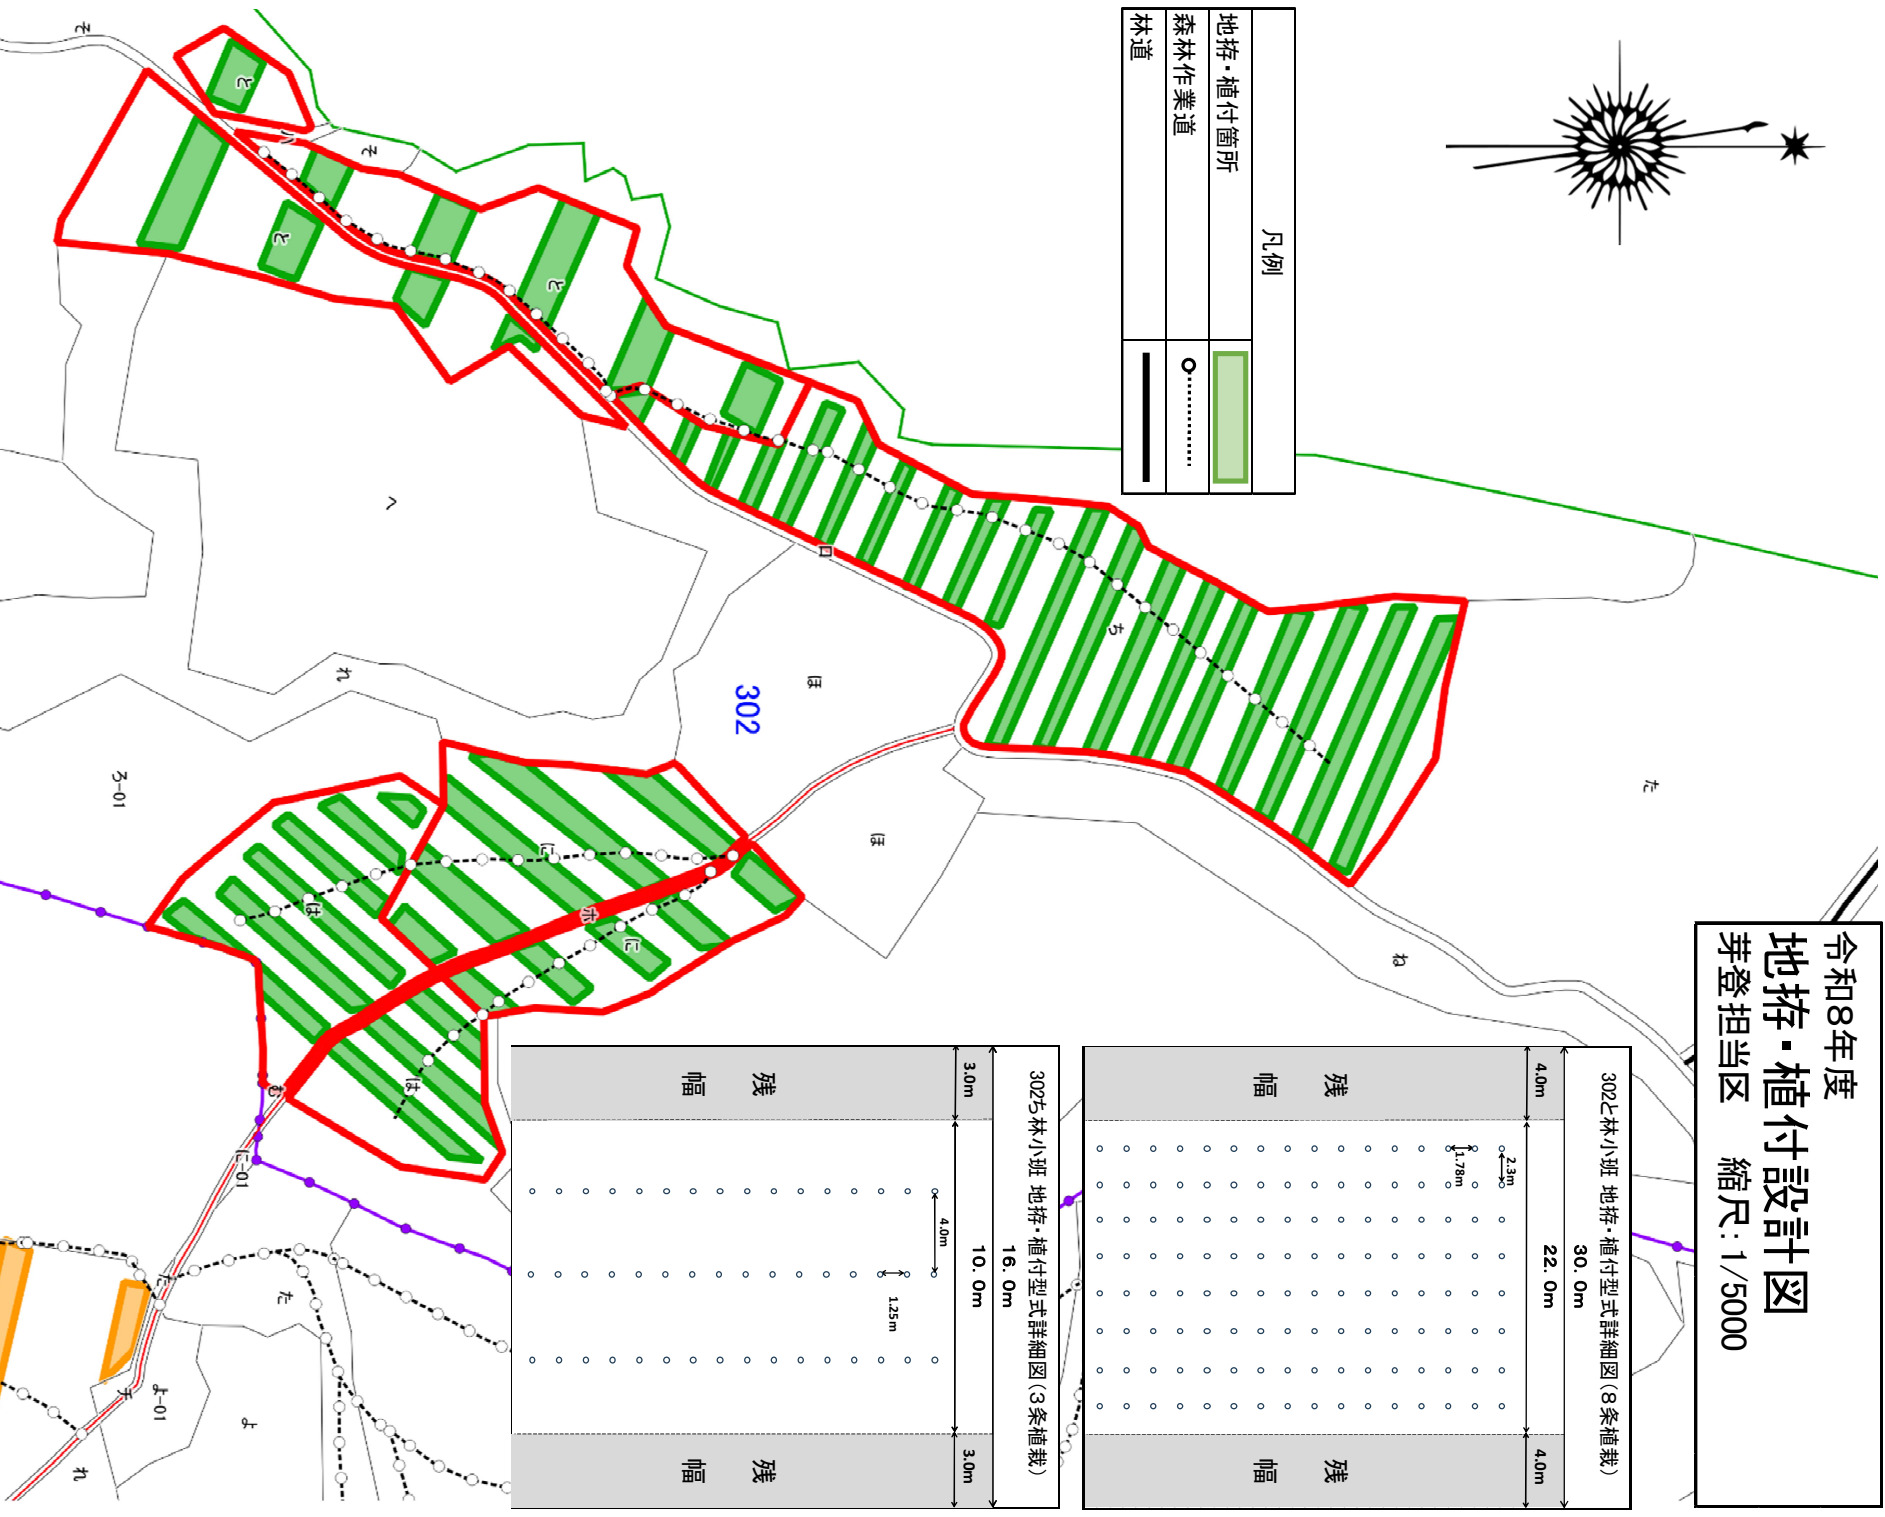 令和8年度
地拵・植付設計図
芽登担当区　縮尺:1/5000
凡例
地拵・植付箇所
森林作業道
林道
302と林小班 地拵・植付型式詳細図(8条植栽)
30.0m
4.0m
22.0m
4.0m
2.3m
1.78m
残幅
残幅
302ち林小班 地拵・植付型式詳細図(3条植栽)
16.0m
3.0m
10.0m
3.0m
4.0m
1.25m
残幅
残幅
302
そ
と
ハ
そ
と
と
ロ
ち
ほ
ほ
た
ね
れ
ろ-01
に
ホ
に
は
は
む
に-01
た
た
チ
よ-01
よ
れ